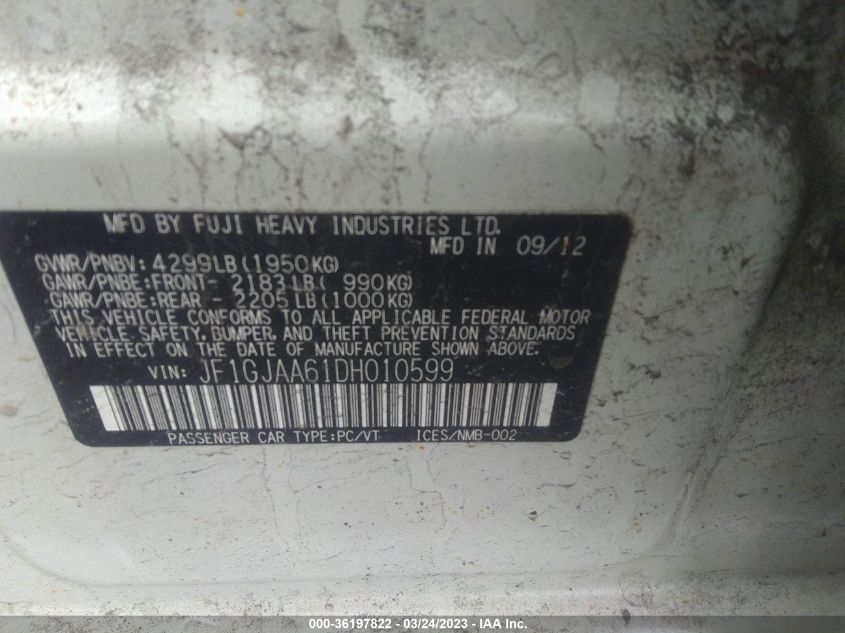 MFD BY FUJI HEAVY INDUSTRIES LTD.
MFD IN 09/12
GVWR/PNBV: 4299LB (1950KG)
GAWR/PNBE: FRONT- 2183LB ( 990KG)
GAWR/PNBE: REAR - 2205LB (1000KG)
THIS VEHICLE CONFORMS TO ALL APPLICABLE FEDERAL MOTOR
VEHICLE SAFETY, BUMPER, AND THEFT PREVENTION STANDARDS
IN EFFECT ON THE DATE OF MANUFACTURE SHOWN ABOVE.
VIN: JF1GJAA61DH010599
PASSENGER CAR TYPE:PC/VT ICES/NMB-002
000-36197822 - 03/24/2023 - IAA Inc.